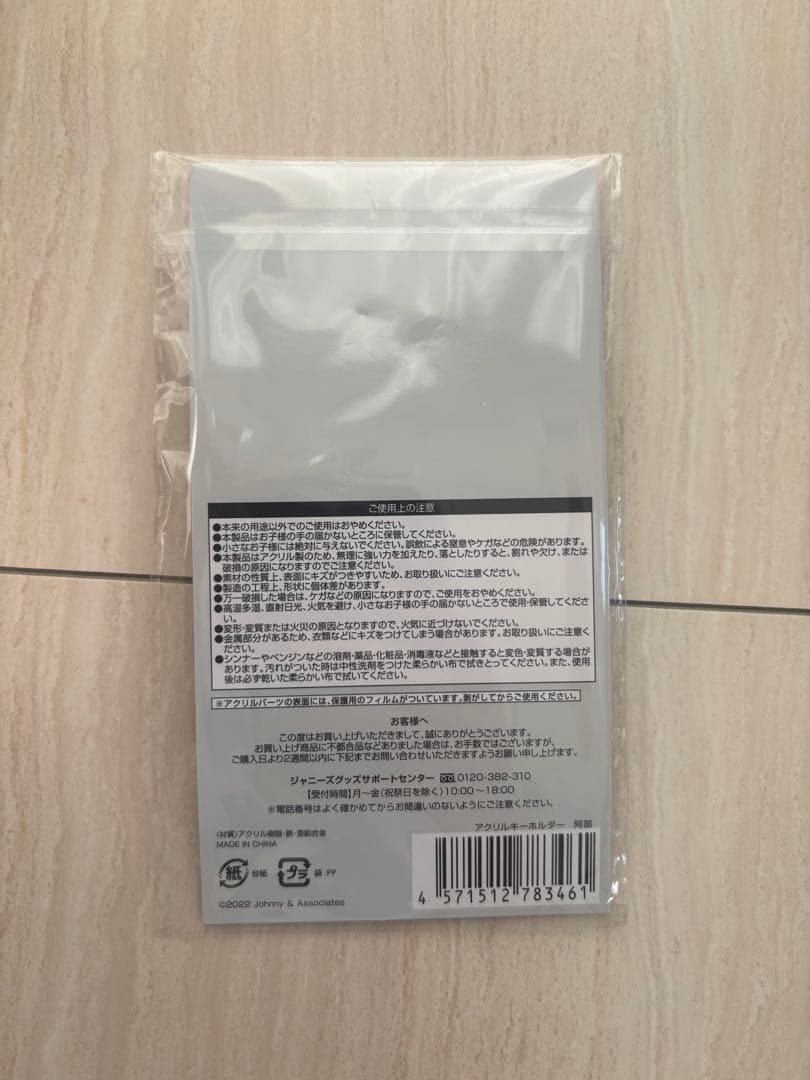 ご使用上の注意
●本来の用途以外でのご使用はおやめください。
●本製品はお子様の手の届かないところに保管してください。
●小さなお子様には絶対に与えないでください。誤飲による窒息やケガなどの危険があります。
●本製品はアクリル製のため、無理に強い力を加えたり、落としたりすると、割れや欠け、または
破損の原因になりますのでご注意ください。
●素材の性質上、表面にキズがつきやすいため、お取り扱いにご注意ください。
●製造の工程上、形状に個体差があります。
●万一破損した場合は、ケガなどの原因になりますので、ご使用をおやめください。
●高温多湿、直射日光、火気を避け、小さなお子様の手の届かないところで使用・保管してくださ
い。
●変形・変質または火災の原因となりますので、火気に近づけないでください。
●金属部分があるため、衣類などにキズをつけてしまう場合があります。お取り扱いにご注意く
ださい。
●シンナーやベンジンなどの溶剤・薬品・化粧品・消毒液などと接触すると変色・変質する場合が
あります。汚れがついた時は中性洗剤をつけた柔らかい布で拭きとってください。また、使用
後は必ず乾いた柔らかい布で拭いてください。
※アクリルパーツの表面には、保護用のフィルムがついています。剥がしてからご使用ください。
お客様へ
この度はお買い上げいただきまして、誠にありがとうございます。
お買い上げ商品に不都合品などありました場合は、お手数ではございますが、
ご購入日より2週間以内に下記までお問い合わせいただきますようお願い申し上げます。
ジャニーズグッズサポートセンター 0120-382-310
【受付時間】月～金(祝祭日を除く)10:00～18:00
※電話番号はよく確かめてからお間違いのないようにご注意ください。
アクリルキーホルダー 阿部
〈材質〉アクリル樹脂・鉄・亜鉛合金
MADE IN CHINA
紙 台紙 プラ 袋:PP
4 571512 783461
©2022 Johnny & Associates